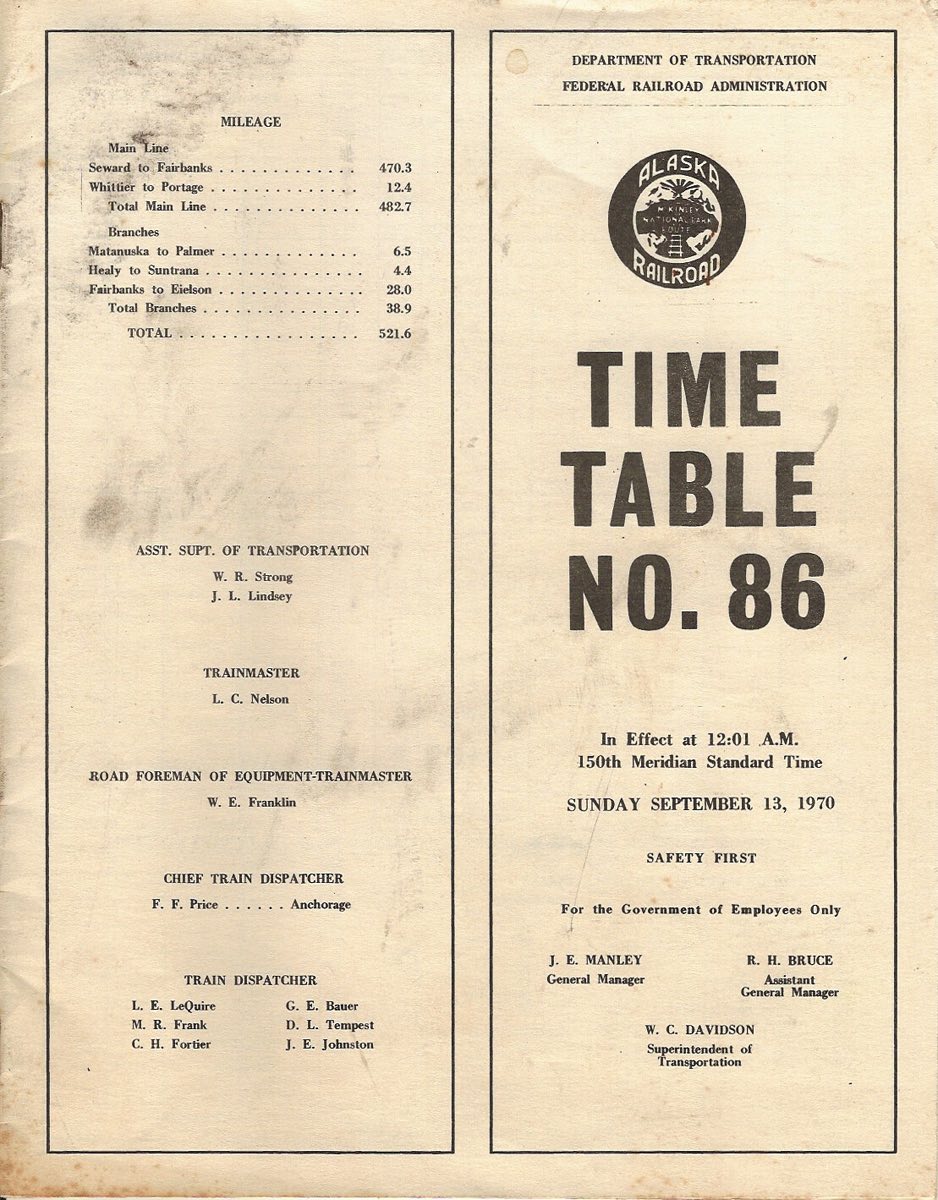 MILEAGE
Main Line
Seward to Fairbanks . . . . . . . . . . . . . 470.3
Whittier to Portage . . . . . . . . . . . . . . 12.4
Total Main Line . . . . . . . . . . . . . . 482.7
Branches
Matanuska to Palmer . . . . . . . . . . . . . 6.5
Healy to Suntrana . . . . . . . . . . . . . . . 4.4
Fairbanks to Eielson . . . . . . . . . . . . . . 28.0
Total Branches . . . . . . . . . . . . . . . 38.9
TOTAL . . . . . . . . . . . . . . . . . 521.6
ASST. SUPT. OF TRANSPORTATION
W. R. Strong
J. L. Lindsey
TRAINMASTER
L. C. Nelson
ROAD FOREMAN OF EQUIPMENT-TRAINMASTER
W. E. Franklin
CHIEF TRAIN DISPATCHER
F. F. Price . . . . . . Anchorage
TRAIN DISPATCHER
L. E. LeQuire G. E. Bauer
M. R. Frank D. L. Tempest
C. H. Fortier J. E. Johnston
DEPARTMENT OF TRANSPORTATION
FEDERAL RAILROAD ADMINISTRATION
ALASKA
McKINLEY
NATIONAL PARK
ROUTE
RAILROAD
TIME
TABLE
NO. 86
In Effect at 12:01 A.M.
150th Meridian Standard Time
SUNDAY SEPTEMBER 13, 1970
SAFETY FIRST
For the Government of Employees Only
J. E. MANLEY R. H. BRUCE
General Manager Assistant
General Manager
W. C. DAVIDSON
Superintendent of
Transportation